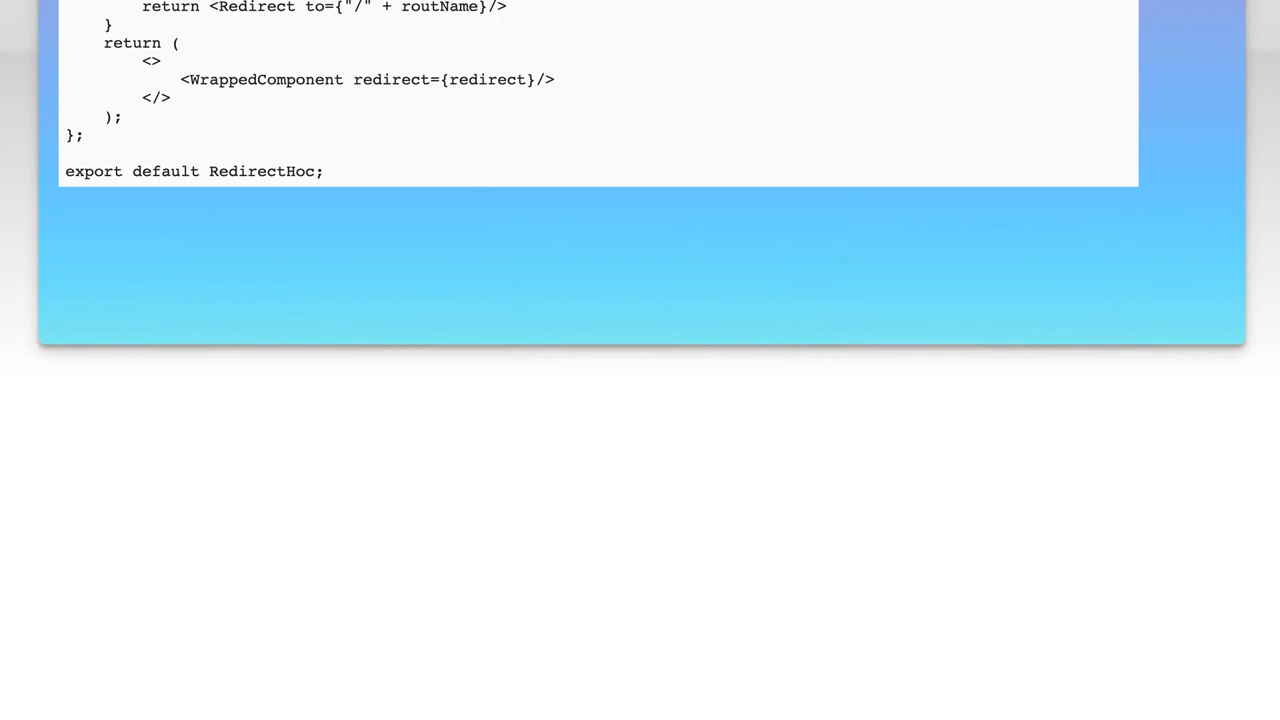 return <Redirect to={"/" + routName}/>
}
return (
<>
<WrappedComponent redirect={redirect}/>
</>
);
};
export default RedirectHoc;